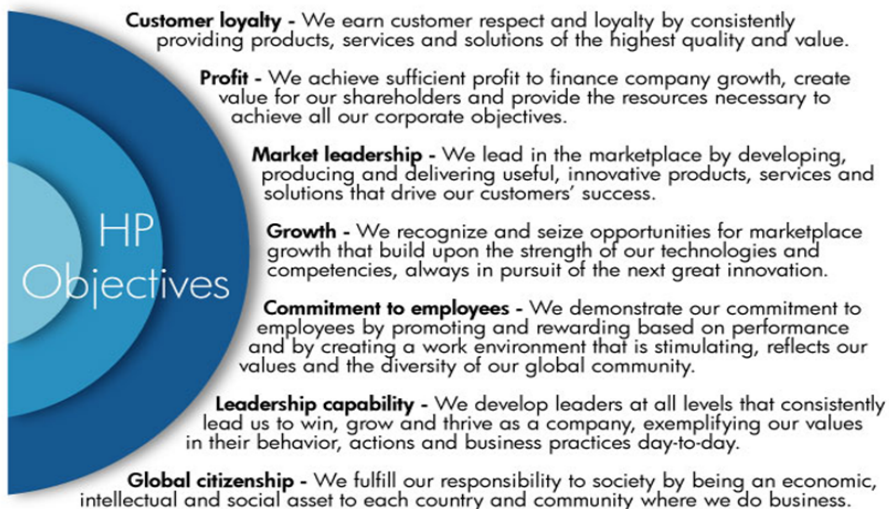 Customer loyalty - We earn customer respect and loyalty by consistently
providing products, services and solutions of the highest quality and value.
Profit - We achieve sufficient profit to finance company growth, create
value for our shareholders and provide the resources necessary to
achieve all our corporate objectives.
Market leadership - We lead in the marketplace by developing,
producing and delivering useful, innovative products, services and
solutions that drive our customers’ success.
HP
Objectives
Growth - We recognize and seize opportunities for marketplace
growth that build upon the strength of our technologies and
competencies, always in pursuit of the next great innovation.
Commitment to employees - We demonstrate our commitment to
employees by promoting and rewarding based on performance
and by creating a work environment that is stimulating, reflects our
values and the diversity of our global community.
Leadership capability - We develop leaders at all levels that consistently
lead us to win, grow and thrive as a company, exemplifying our values
in their behavior, actions and business practices day-to-day.
Global citizenship - We fulfill our responsibility to society by being an economic,
intellectual and social asset to each country and community where we do business.